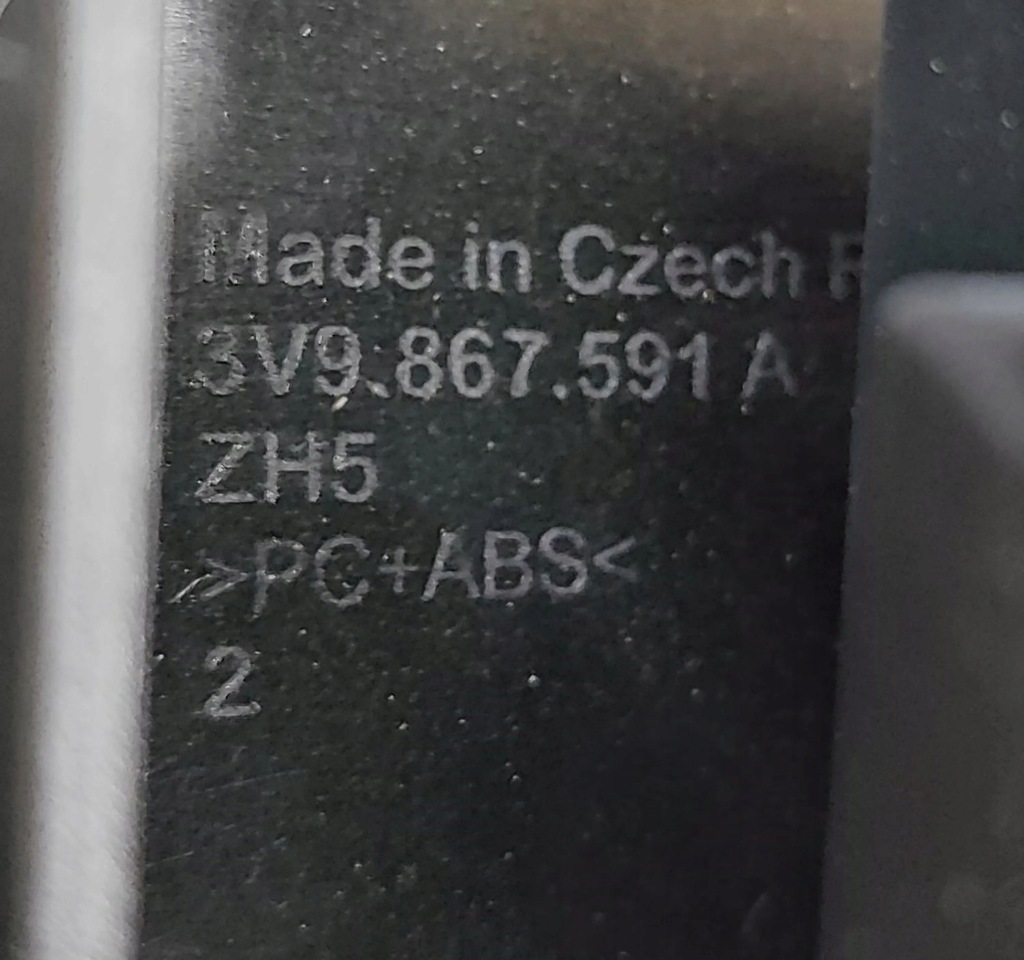 Made in Czech R
3V9.867.591 A
ZH5
>PC+ABS<
2